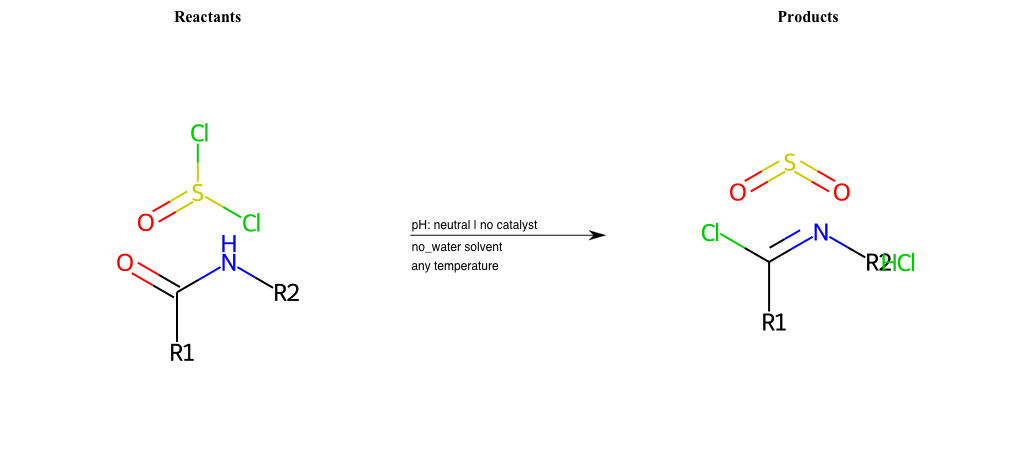 Reactants
Products
Cl
S
O
Cl
H
O
N
R2
R1
pH: neutral | no catalyst
no_water solvent
any temperature
S
O
O
Cl
N
R2
HCl
R1